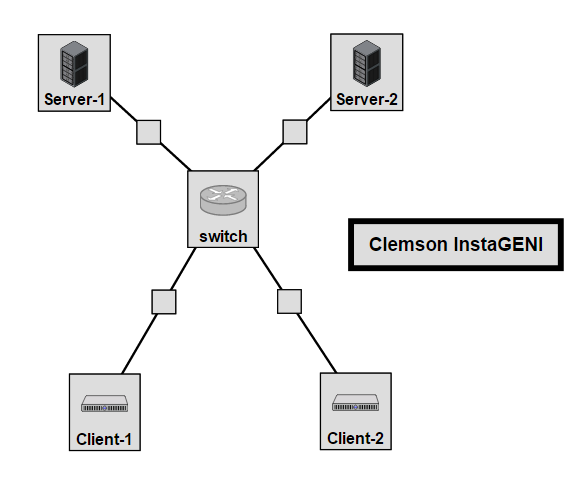 Server-1
Server-2
switch
Clemson InstaGENI
Client-1
Client-2